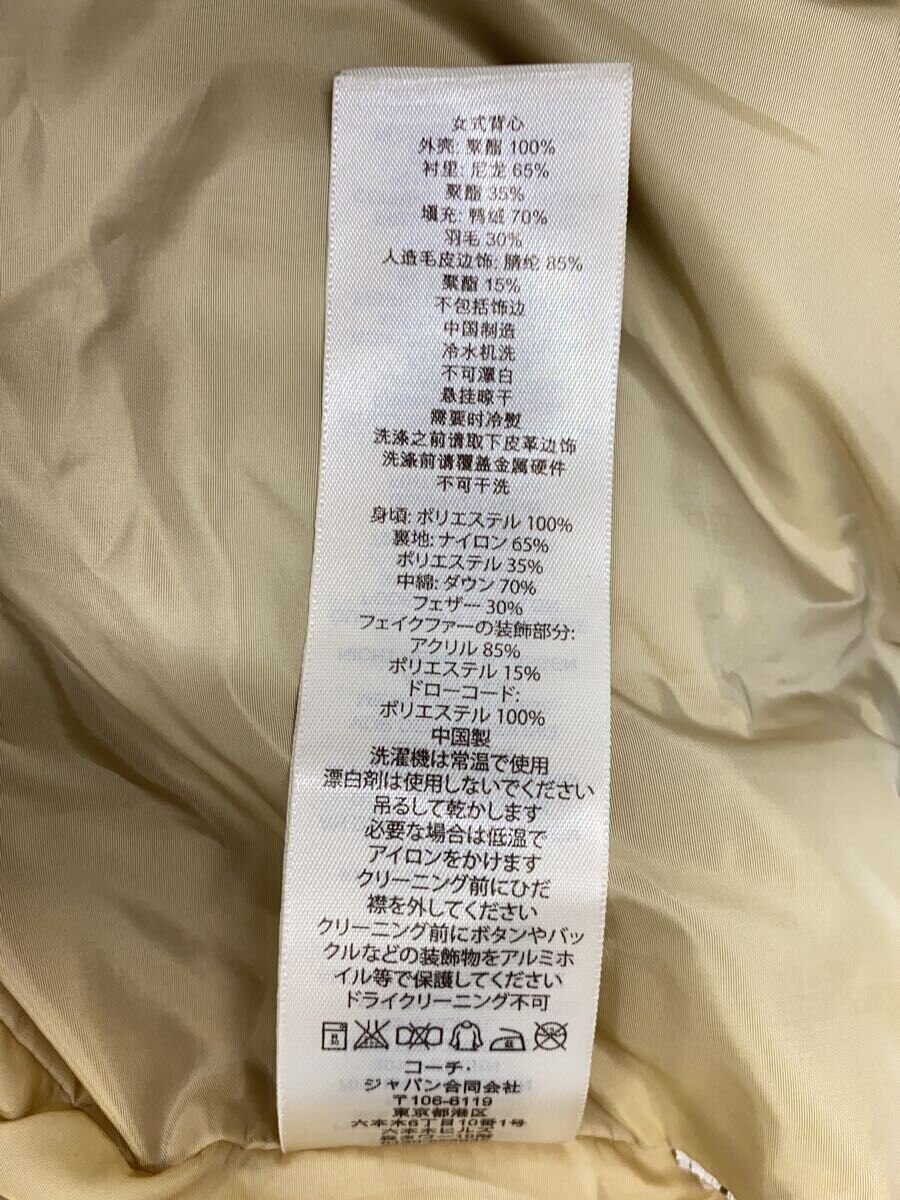 女式背心
外壳: 聚酯 100%
衬里: 尼龙 65%
聚酯 35%
填充: 鸭绒 70%
羽毛 30%
人造毛皮边饰: 腈纶 85%
聚酯 15%
不包括饰边
中国制造
冷水机洗
不可漂白
悬挂晾干
需要时冷熨
洗涤之前请取下皮革边饰
洗涤前请覆盖金属硬件
不可干洗
身頃: ポリエステル 100%
裏地: ナイロン 65%
ポリエステル 35%
中綿: ダウン 70%
フェザー 30%
フェイクファーの装飾部分:
アクリル 85%
ポリエステル 15%
ドローコード:
ポリエステル 100%
中国製
洗濯機は常温で使用
漂白剤は使用しないでください
吊るして乾かします
必要な場合は低温で
アイロンをかけます
クリーニング前にひだ
襟を外してください
クリーニング前にボタンやバッ
クルなどの装飾物をアルミホ
イル等で保護してください
ドライクリーニング不可
コーチ・
ジャパン合同会社
〒106-6119
東京都港区
六本木6丁目10番1号
六本木ヒルズ
森タワー19階